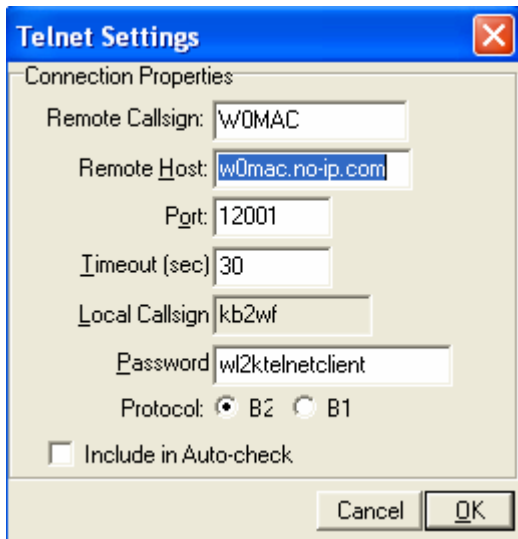 Telnet Settings
Connection Properties
Remote Callsign: W0MAC
Remote Host: w0mac.no-ip.com
Port: 12001
Timeout (sec) 30
Local Callsign kb2wf
Password wl2ktelnetclient
Protocol: B2 B1
Include in Auto-check
Cancel OK